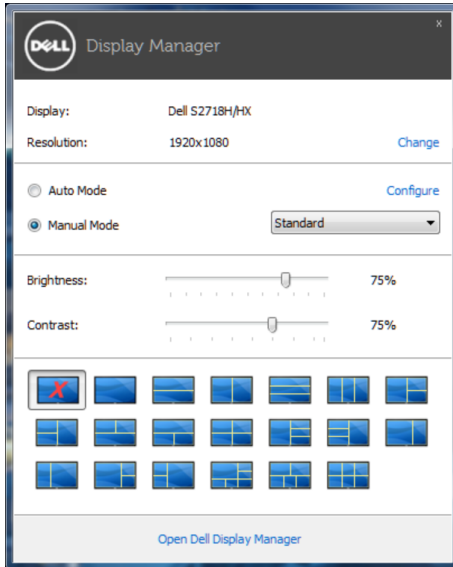 DELL Display Manager x
Display: Dell S2718H/HX
Resolution: 1920x1080 Change
Auto Mode Configure
Manual Mode Standard
Brightness: 75%
Contrast: 75%
Open Dell Display Manager